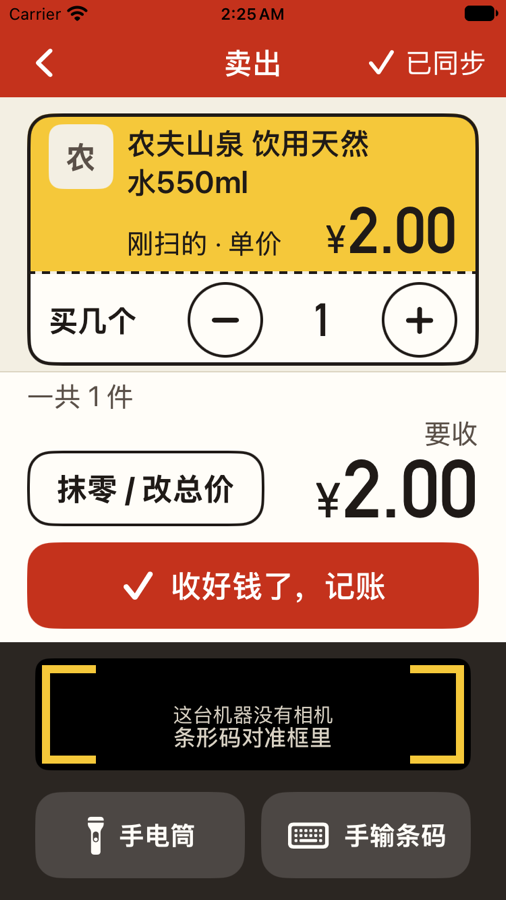 Carrier
2:25 AM
卖出
已同步
农
农夫山泉 饮用天然
水550ml
刚扫的 · 单价
¥2.00
买几个
1
一共 1 件
要收
抹零 / 改总价
¥2.00
收好钱了，记账
这台机器没有相机
条形码对准框里
手电筒
手输条码